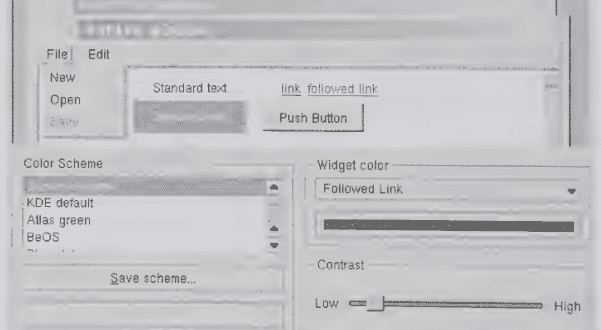 File Edit
New
Open
Standard text link followed link
Push Button
Color Scheme
KDE default
Atlas green
BeOS
Save scheme...
Widget color
Followed Link
Contrast
Low High